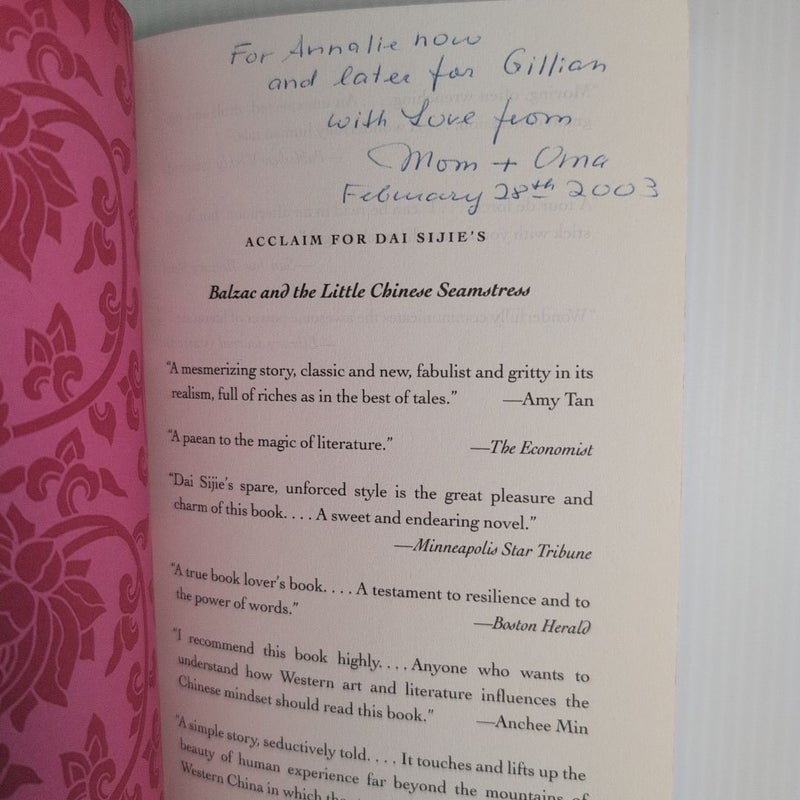 For Annalie now
and later for Gillian
with Love from
Mom + Oma
February 28th 2003
ACCLAIM FOR DAI SIJIE'S
Balzac and the Little Chinese Seamstress
"A mesmerizing story, classic and new, fabulist and gritty in its
realism, full of riches as in the best of tales." —Amy Tan
"A paean to the magic of literature." —The Economist
"Dai Sijie's spare, unforced style is the great pleasure and
charm of this book. . . . A sweet and endearing novel."
—Minneapolis Star Tribune
"A true book lover's book. . . . A testament to resilience and to
the power of words."
—Boston Herald
"I recommend this book highly. . . . Anyone who wants to
understand how Western art and literature influences the
Chinese mindset should read this book." —Anchee Min
"A simple story, seductively told. . . . It touches and lifts up the
beauty of human experience far beyond the mountains of
Western China in which the